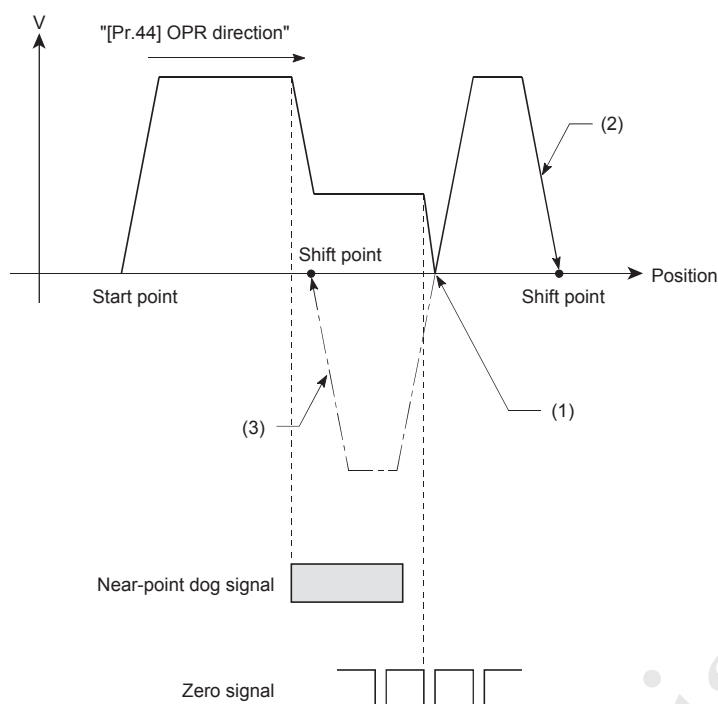 V
"[Pr.44] OPR direction"
(2)
Shift point
Position
Start point
Shift point
(1)
(3)
Near-point dog signal
Zero signal